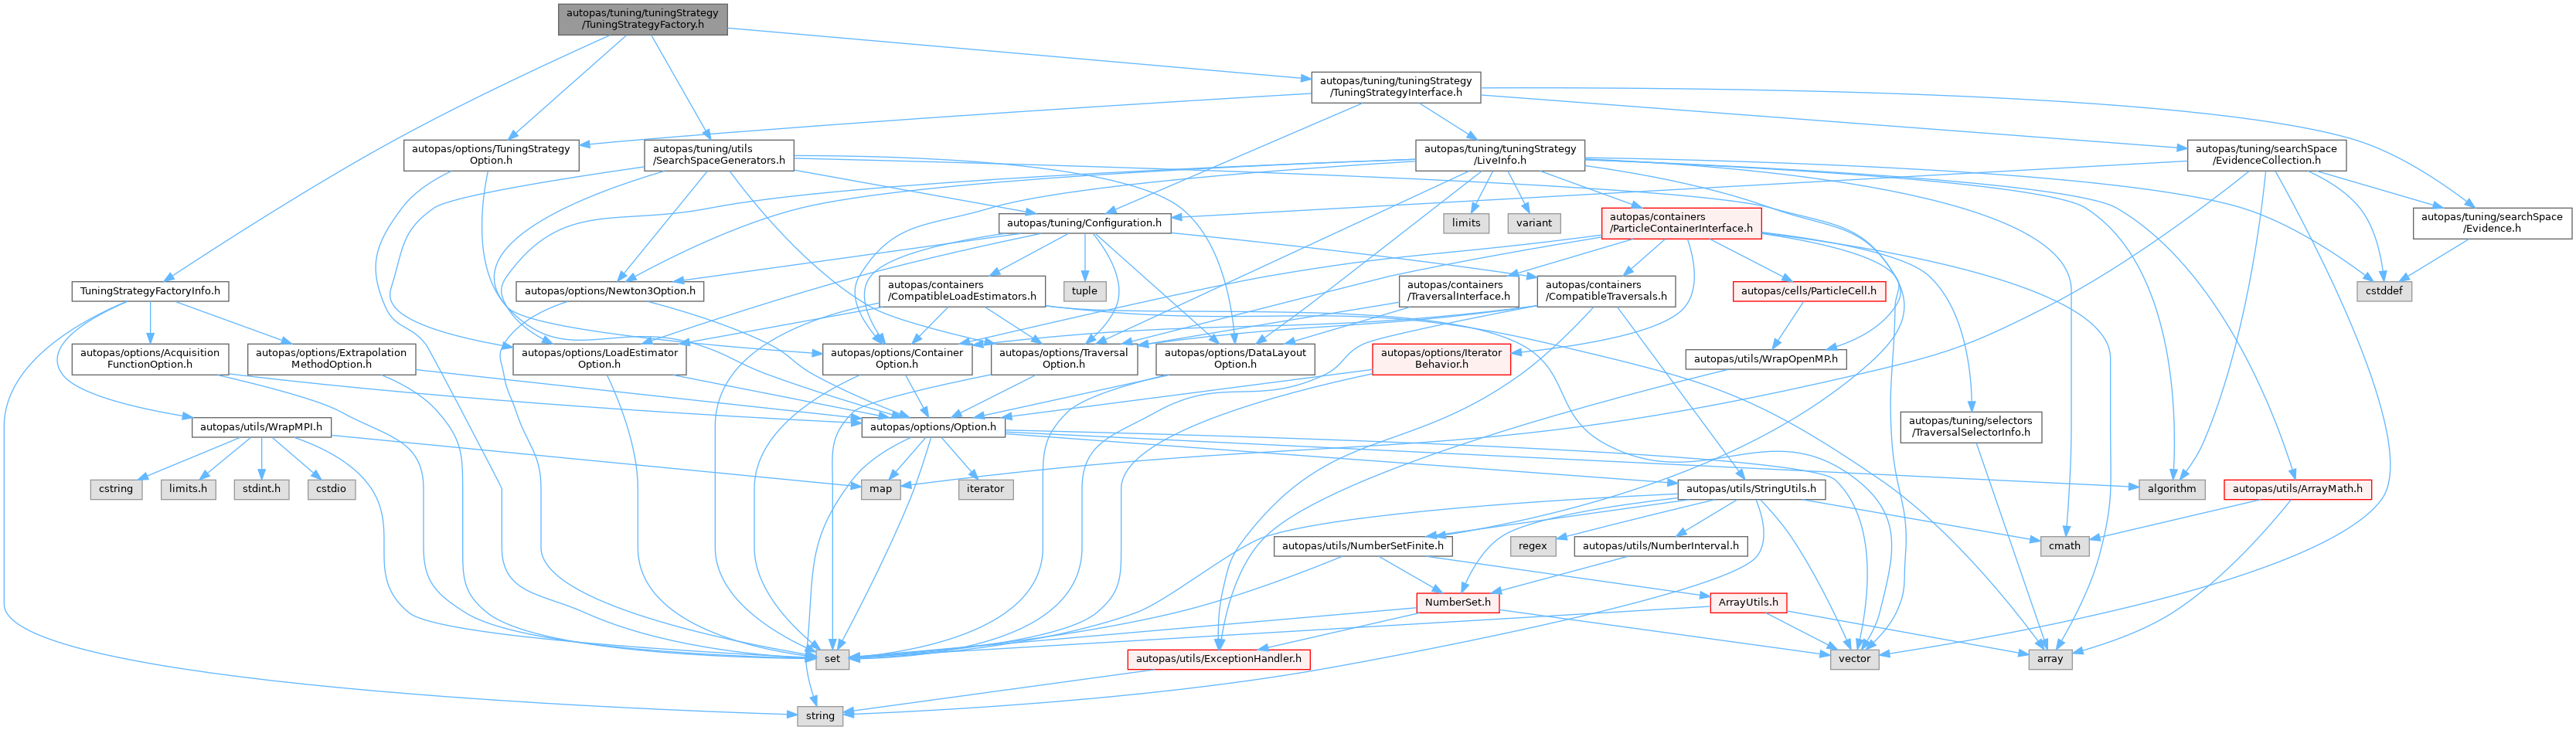 autopas/tuning/tuningStrategy
/TuningStrategyFactory.h
autopas/tuning/tuningStrategy
/TuningStrategyInterface.h
autopas/options/TuningStrategy
Option.h
autopas/tuning/utils
/SearchSpaceGenerators.h
autopas/tuning/tuningStrategy
/LiveInfo.h
autopas/tuning/searchSpace
/EvidenceCollection.h
autopas/tuning/Configuration.h
limits
variant
autopas/containers
/ParticleContainerInterface.h
autopas/tuning/searchSpace
/Evidence.h
TuningStrategyFactoryInfo.h
autopas/options/Newton3Option.h
autopas/containers
/CompatibleLoadEstimators.h
tuple
autopas/containers
/TraversalInterface.h
autopas/containers
/CompatibleTraversals.h
autopas/cells/ParticleCell.h
cstddef
autopas/options/Acquisition
FunctionOption.h
autopas/options/Extrapolation
MethodOption.h
autopas/options/LoadEstimator
Option.h
autopas/options/Container
Option.h
autopas/options/Traversal
Option.h
autopas/options/DataLayout
Option.h
autopas/options/Iterator
Behavior.h
autopas/utils/WrapOpenMP.h
autopas/utils/WrapMPI.h
autopas/options/Option.h
autopas/tuning/selectors
/TraversalSelectorInfo.h
cstring
limits.h
stdint.h
cstdio
map
iterator
autopas/utils/StringUtils.h
algorithm
autopas/utils/ArrayMath.h
autopas/utils/NumberSetFinite.h
regex
autopas/utils/NumberInterval.h
cmath
NumberSet.h
ArrayUtils.h
set
autopas/utils/ExceptionHandler.h
vector
array
string